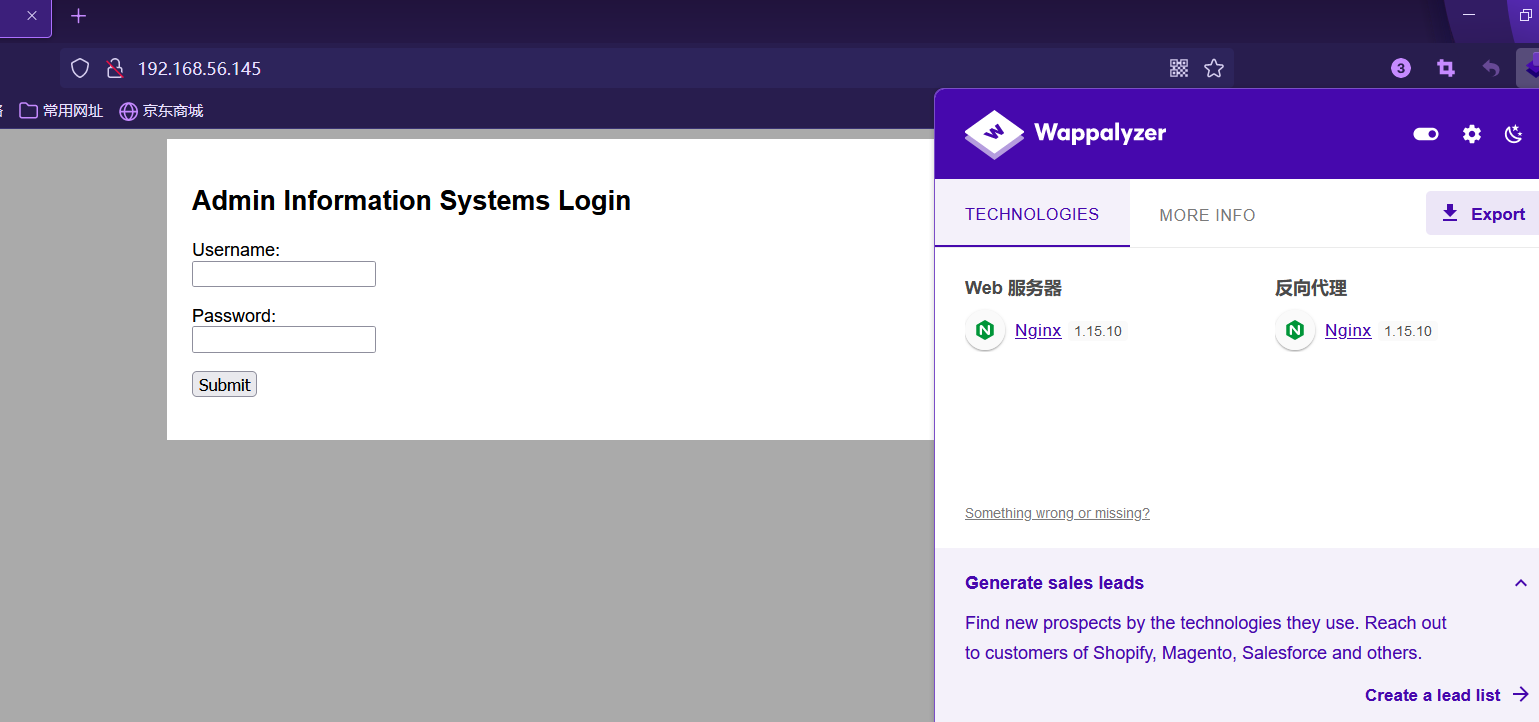 192.168.56.145
3
常用网址
京东商城
Wappalyzer
Admin Information Systems Login
TECHNOLOGIES
MORE INFO
Export
Username:
Web 服务器
反向代理
Password:
Nginx 1.15.10
Nginx 1.15.10
Submit
Something wrong or missing?
Generate sales leads
Find new prospects by the technologies they use. Reach out
to customers of Shopify, Magento, Salesforce and others.
Create a lead list